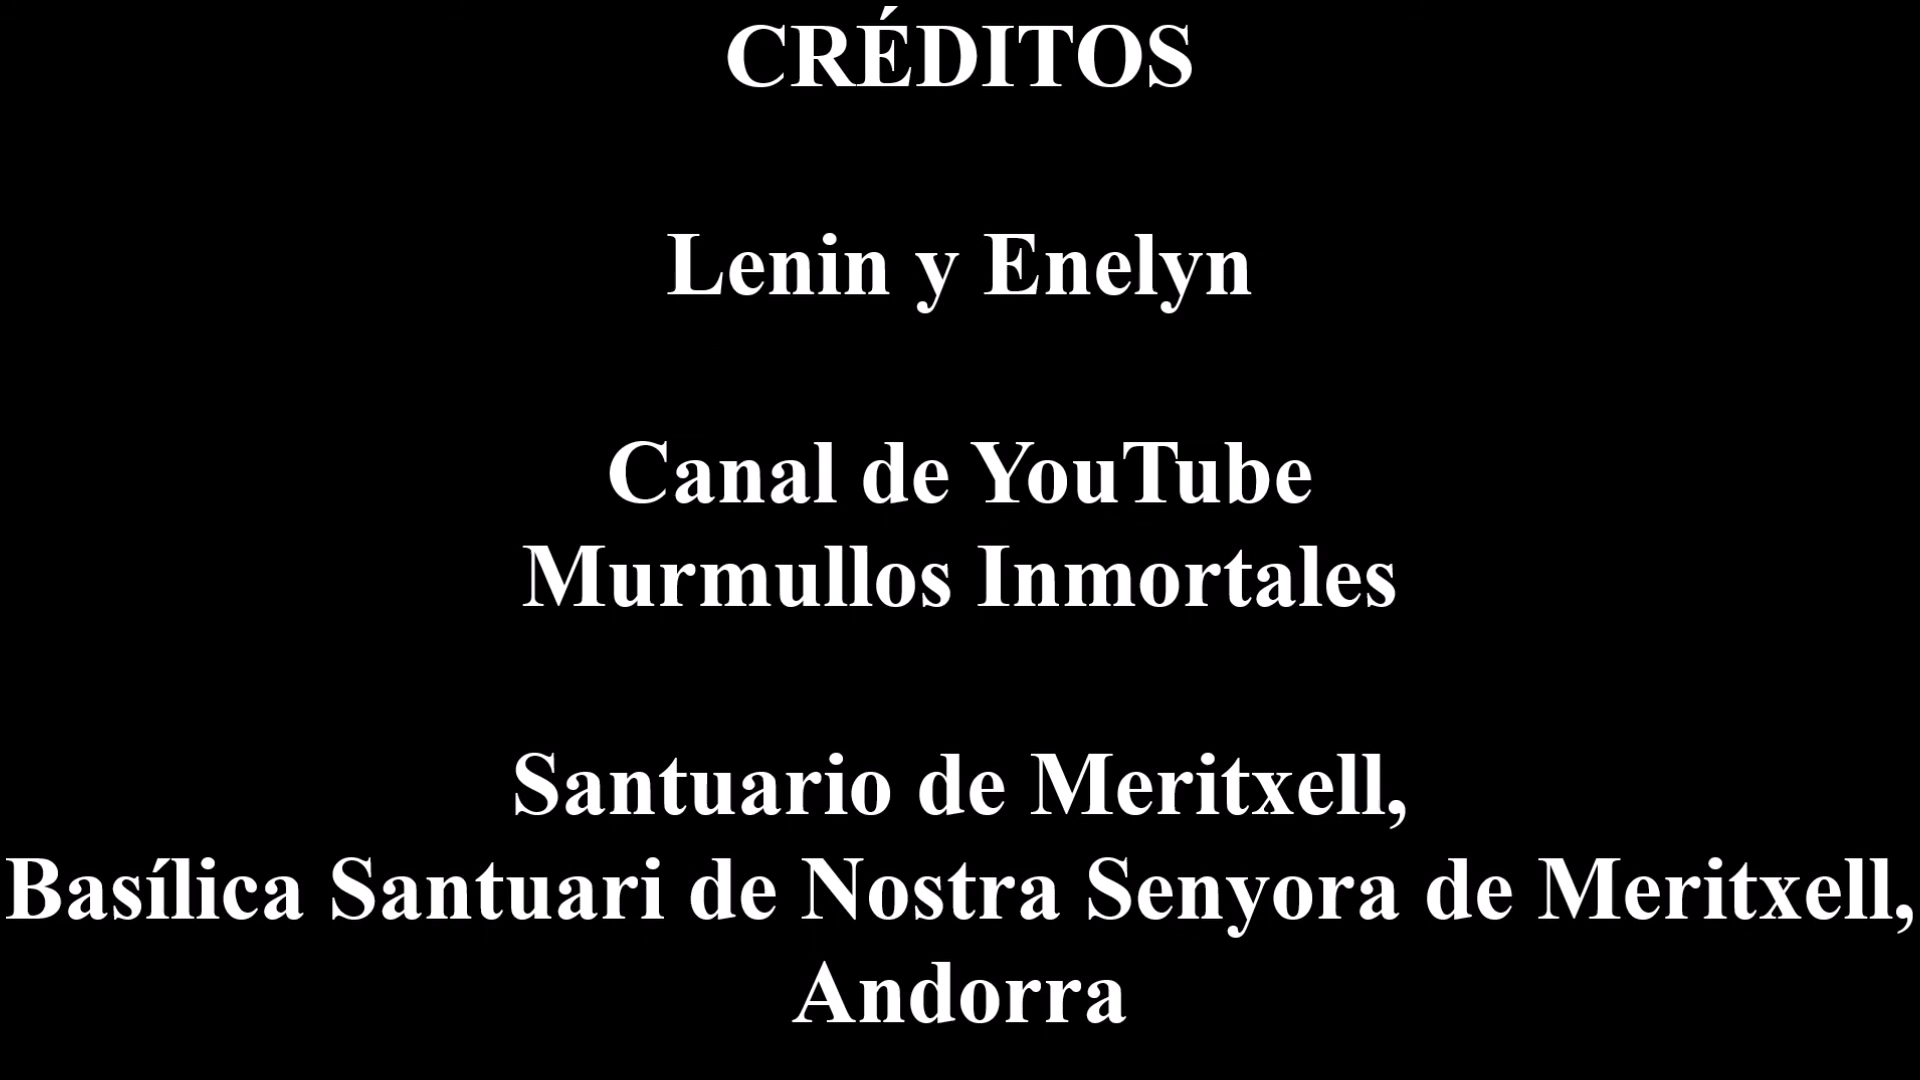 CRÉDITOS
Lenin y Enelyn
Canal de YouTube
Murmullos Inmortales
Santuario de Meritxell,
Basílica Santuari de Nostra Senyora de Meritxell,
Andorra